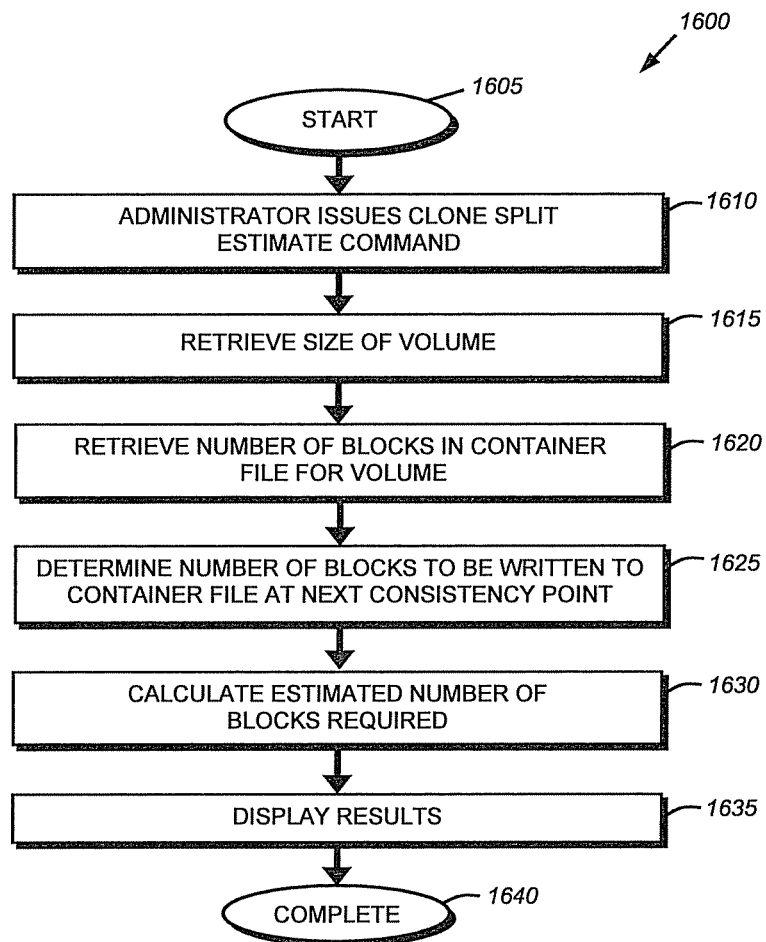 1600
START
1605
ADMINISTRATOR ISSUES CLONE SPLIT
ESTIMATE COMMAND
1610
RETRIEVE SIZE OF VOLUME
1615
RETRIEVE NUMBER OF BLOCKS IN CONTAINER
FILE FOR VOLUME
1620
DETERMINE NUMBER OF BLOCKS TO BE WRITTEN TO
CONTAINER FILE AT NEXT CONSISTENCY POINT
1625
CALCULATE ESTIMATED NUMBER OF
BLOCKS REQUIRED
1630
DISPLAY RESULTS
1635
COMPLETE
1640